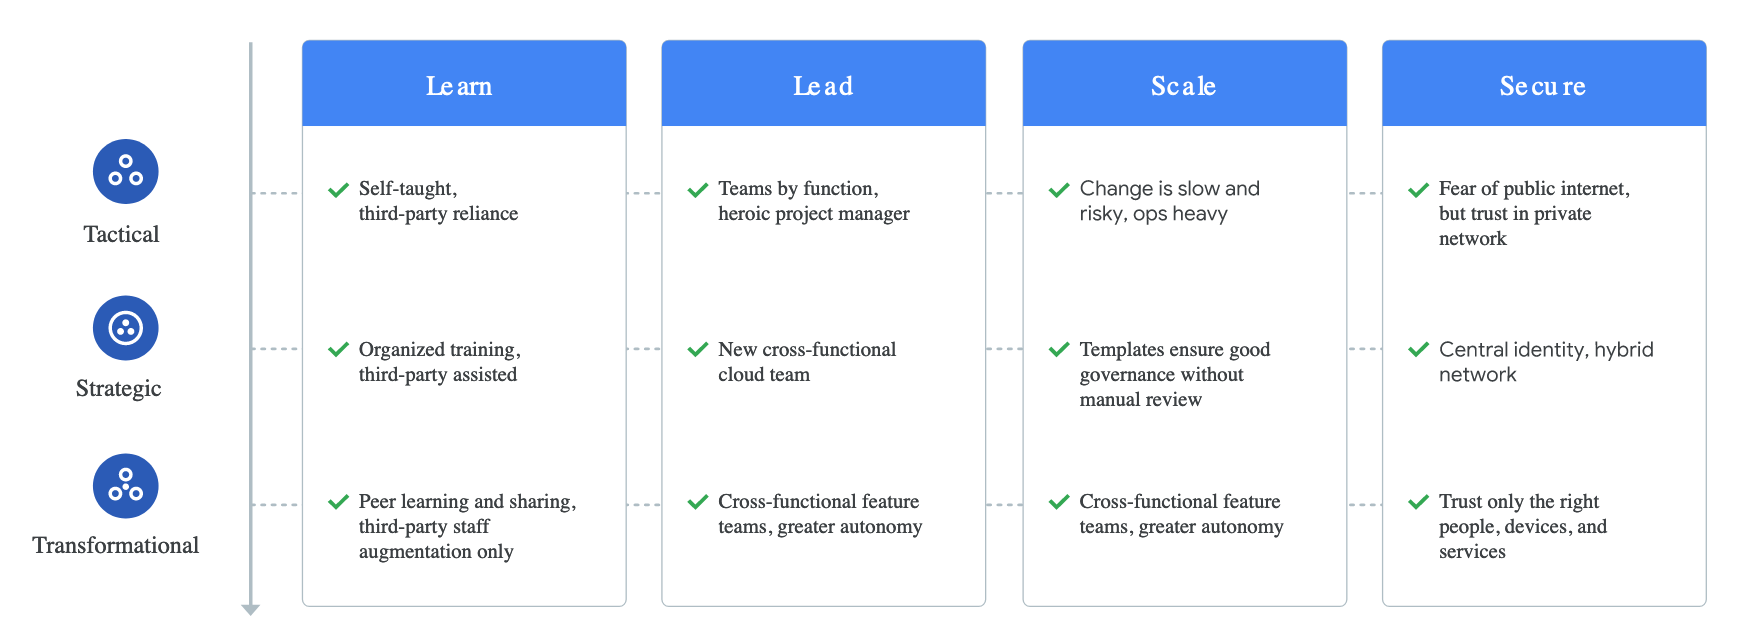 Learn
Lead
Scale
Secure
Tactical
Self-taught,
third-party reliance
Teams by function,
heroic project manager
Change is slow and
risky, ops heavy
Fear of public internet,
but trust in private
network
Strategic
Organized training,
third-party assisted
New cross-functional
cloud team
Templates ensure good
governance without
manual review
Central identity, hybrid
network
Transformational
Peer learning and sharing,
third-party staff
augmentation only
Cross-functional feature
teams, greater autonomy
Cross-functional feature
teams, greater autonomy
Trust only the right
people, devices, and
services